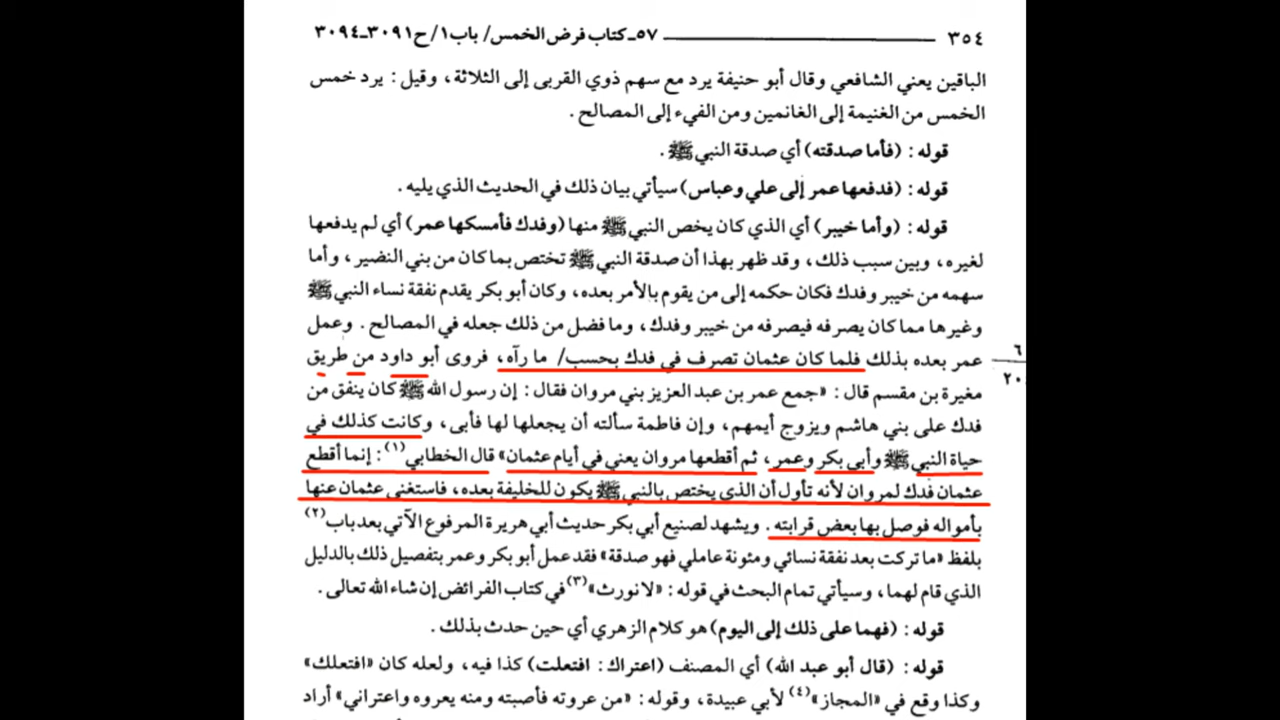 ٣٥٤ ــــــــــ ٥٧ـ كتاب فرض الخمس/ باب١/ ح٣٠٩١ـ٣٠٩٤
الباقين يعني الشافعي وقال أبو حنيفة يرد مع سهم ذوي القربى إلى الثلاثة، وقيل: يرد خمس
الخمس من الغنيمة إلى الغانمين ومن الفيء إلى المصالح.
قوله: (فأما صدقته) أي صدقة النبي ﷺ.
قوله: (فدفعها عمر إلى علي وعباس) سيأتي بيان ذلك في الحديث الذي يليه.
قوله: (وأما خيبر) أي الذي كان يخص النبي ﷺ منها (وفدك فأمسكها عمر) أي لم يدفعها
لغيره، وبين سبب ذلك، وقد ظهر بهذا أن صدقة النبي ﷺ تختص بما كان من بني النضير، وأما
سهمه من خيبر وفدك فكان حكمه إلى من يقوم بالأمر بعده، وكان أبو بكر يقدم نفقة نساء النبي ﷺ
وغيرها مما كان يصرفه فيصرفه من خيبر وفدك، وما فضل من ذلك جعله في المصالح. وعمل
عمر بعده بذلك فلما كان عثمان تصرف في فدك بحسب/ ما رآه، فروى أبو داود من طريق
٦
٢٠
مغيرة بن مقسم قال: «جمع عمر بن عبد العزيز بني مروان فقال: إن رسول الله ﷺ كان ينفق من
فدك على بني هاشم ويزوج أيمهم، وإن فاطمة سألته أن يجعلها لها فأبى، وكانت كذلك في
حياة النبي ﷺ وأبي بكر وعمر، ثم أقطعها مروان يعني في أيام عثمان» قال الخطابي(١): إنما أقطع
عثمان فدك لمروان لأنه تأول أن الذي يختص بالنبي ﷺ يكون للخليفة بعده، فاستغنى عثمان عنها
بأمواله فوصل بها بعض قرابته. ويشهد لصنيع أبي بكر حديث أبي هريرة المرفوع الآتي بعد باب(٢)
بلفظ «ما تركت بعد نفقة نسائي ومئونة عاملي فهو صدقة» فقد عمل أبو بكر وعمر بتفصيل ذلك بالدليل
الذي قام لهما، وسيأتي تمام البحث في قوله: «لا نورث»(٣) في كتاب الفرائض إن شاء الله تعالى.
قوله: (فهما على ذلك إلى اليوم) هو كلام الزهري أي حين حدث بذلك.
قوله: (قال أبو عبد الله) أي المصنف (اعتراك: افتعلت) كذا فيه، ولعله كان «افتعلك»
وكذا وقع في «المجاز»(٤) لأبي عبيدة، وقوله: «من عروته فأصبته ومنه يعروه واعتراني» أراد